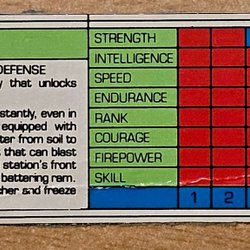 DEFENSE
y that unlocks
stantly, even in
equipped with
ter from soil to
that can blast
station's front
battering ram.
cher and freeze
STRENGTH
INTELLIGENCE
SPEED
ENDURANCE
RANK
COURAGE
FIREPOWER
SKILL
1 2